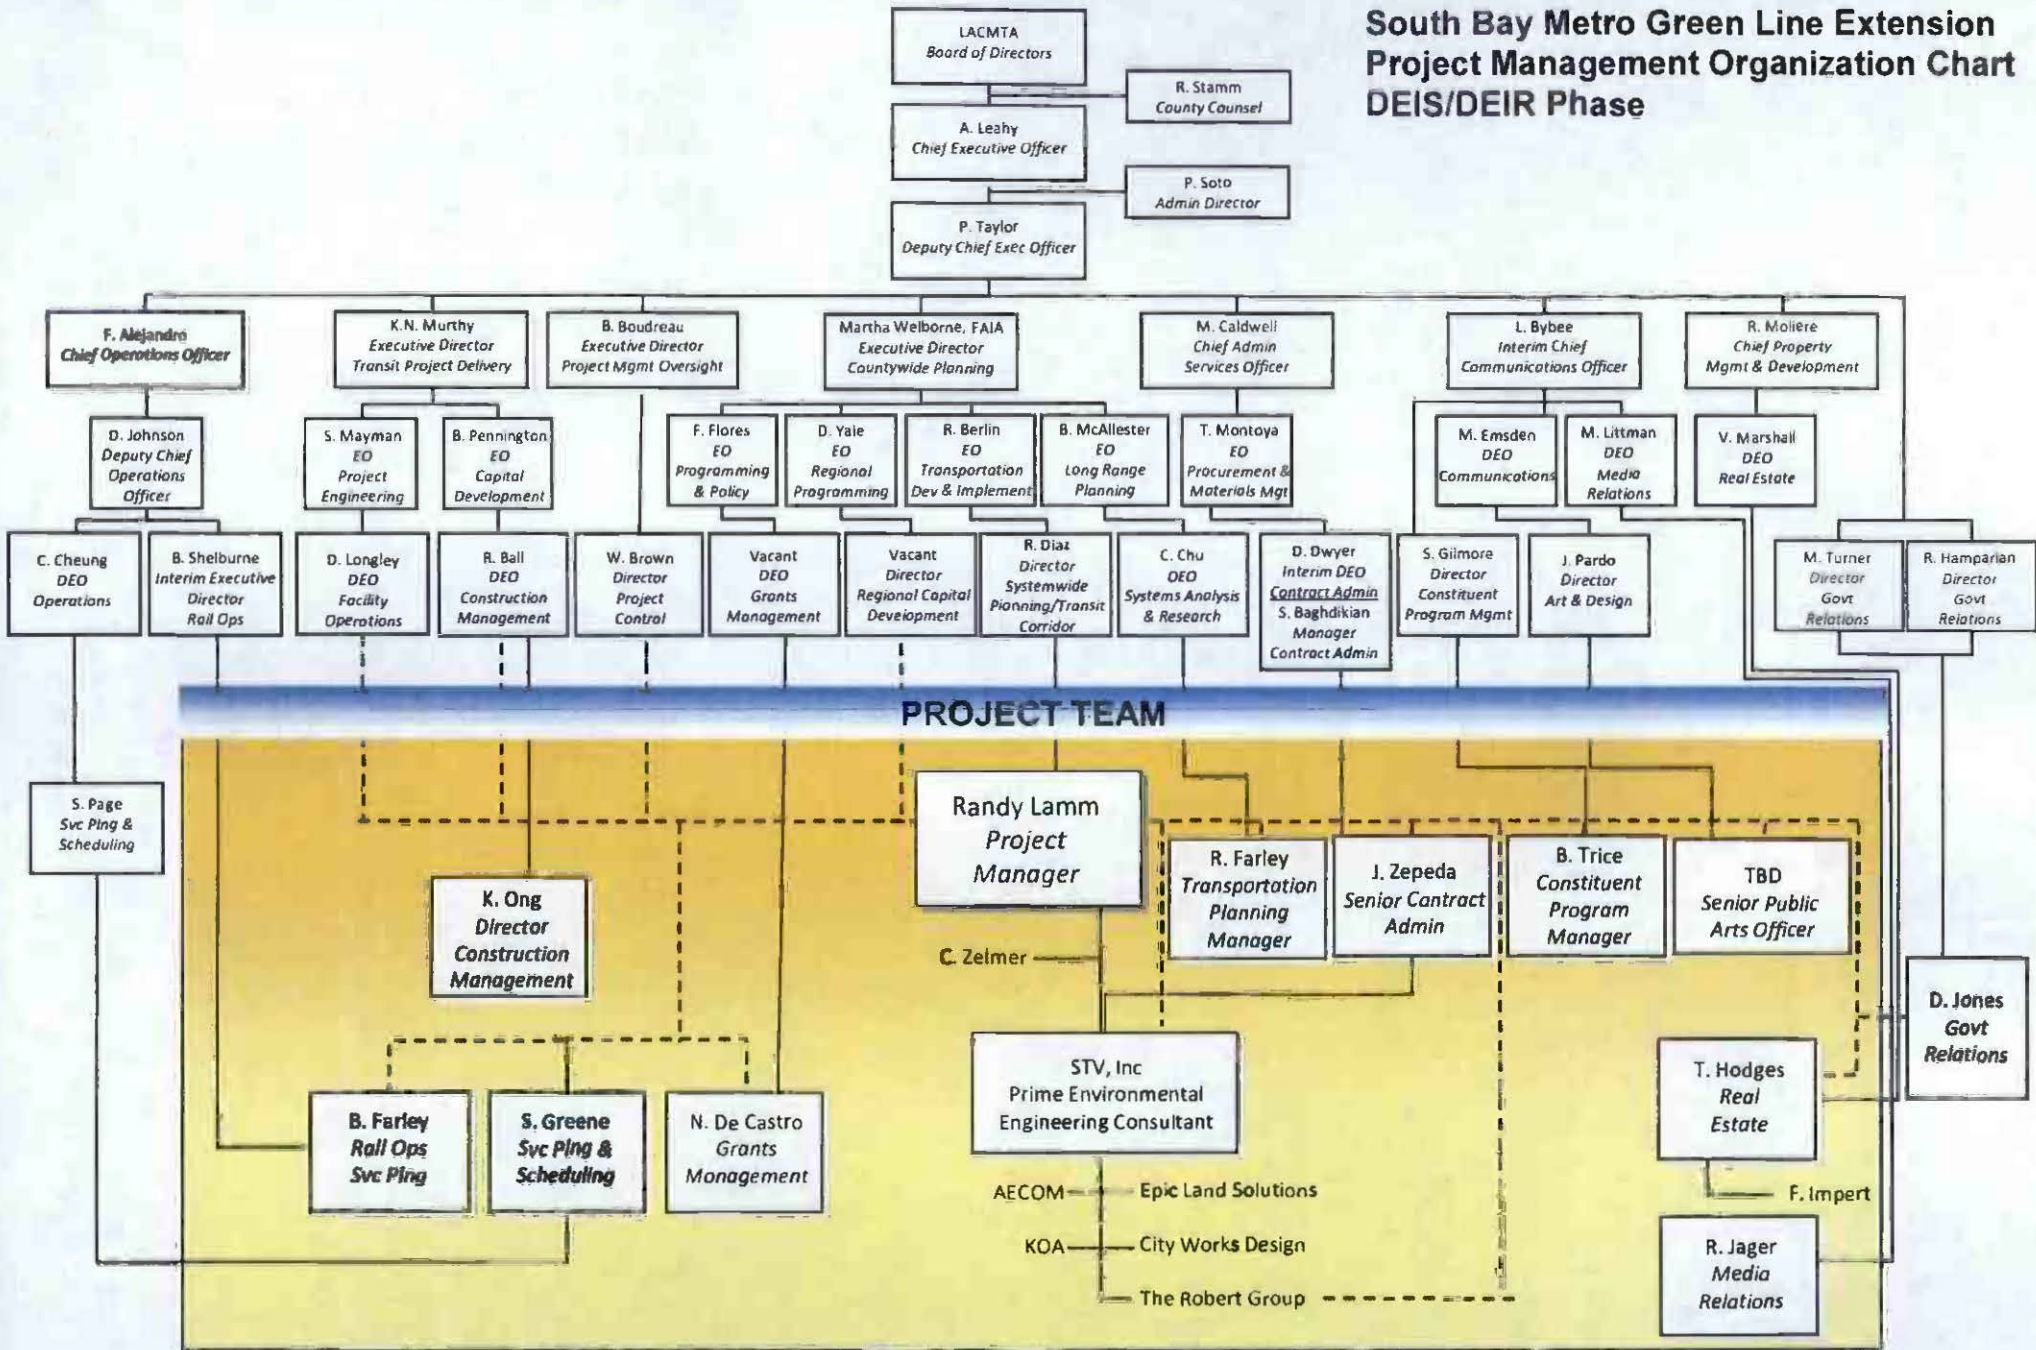 South Bay Metro Green Line Extension
Project Management Organization Chart
DEIS/DEIR Phase
LACMTA
Board of Directors
R. Stamm
County Counsel
A. Leahy
Chief Executive Officer
P. Soto
Admin Director
P. Taylor
Deputy Chief Exec Officer
F. Alejandro
Chief Operations Officer
K.N. Murthy
Executive Director
Transit Project Delivery
B. Boudreau
Executive Director
Project Mgmt Oversight
Martha Welborne, FAIA
Executive Director
Countywide Planning
M. Caldwell
Chief Admin
Services Officer
L. Bybee
Interim Chief
Communications Officer
R. Moliere
Chief Property
Mgmt & Development
D. Johnson
Deputy Chief
Operations
Officer
S. Mayman
EO
Project
Engineering
B. Pennington
EO
Capital
Development
F. Flores
EO
Programming
& Policy
D. Yale
EO
Regional
Programming
R. Berlin
EO
Transportation
Dev & Implement
B. McAllester
EO
Long Range
Planning
T. Montoya
EO
Procurement &
Materials Mgt
M. Emsden
DEO
Communications
M. Littman
DEO
Media
Relations
V. Marshall
DEO
Real Estate
C. Cheung
DEO
Operations
B. Shelburne
Interim Executive
Director
Rail Ops
D. Longley
DEO
Facility
Operations
R. Ball
DEO
Construction
Management
W. Brown
Director
Project
Control
Vacant
DEO
Grants
Management
Vacant
Director
Regional Capital
Development
R. Diaz
Director
Systemwide
Planning/Transit
Corridor
C. Chu
DEO
Systems Analysis
& Research
D. Dwyer
Interim DEO
Contract Admin
S. Baghdikian
Manager
Contract Admin
S. Gilmore
Director
Constituent
Program Mgmt
J. Pardo
Director
Art & Design
M. Turner
Director
Govt
Relations
R. Hamparian
Director
Govt
Relations
PROJECT TEAM
S. Page
Svc Plng &
Scheduling
Randy Lamm
Project
Manager
R. Farley
Transportation
Planning
Manager
J. Zepeda
Senior Contract
Admin
B. Trice
Constituent
Program
Manager
TBD
Senior Public
Arts Officer
K. Ong
Director
Construction
Management
C. Zelmer
D. Jones
Govt
Relations
STV, Inc
Prime Environmental
Engineering Consultant
T. Hodges
Real
Estate
B. Farley
Rail Ops
Svc Plng
S. Greene
Svc Plng &
Scheduling
N. De Castro
Grants
Management
AECOM
Epic Land Solutions
F. Impert
KOA
City Works Design
R. Jager
Media
Relations
The Robert Group